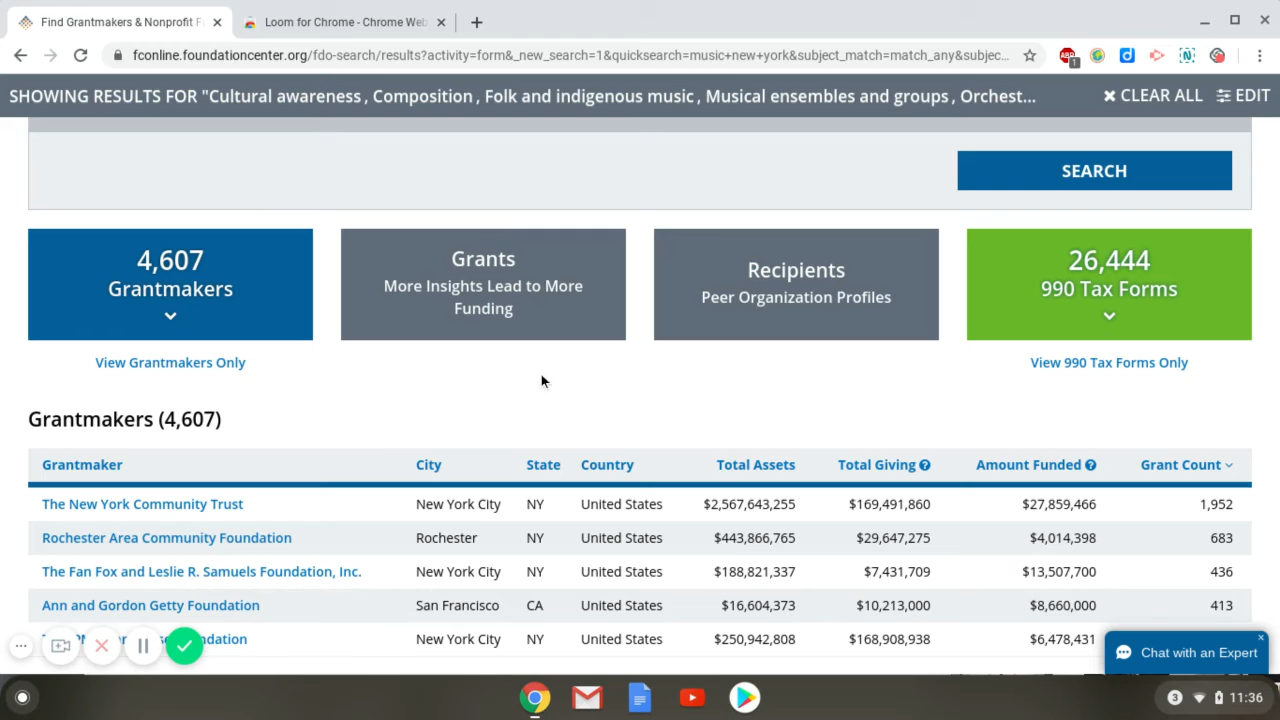 Find Grantmakers & Nonprofit F
Loom for Chrome - Chrome Web
fconline.foundationcenter.org/fdo-search/results?activity=form&_new_search=1&quicksearch=music+new+york&subject_match=match_any&subjec...
1
SHOWING RESULTS FOR "Cultural awareness, Composition, Folk and indigenous music, Musical ensembles and groups, Orchest...
CLEAR ALL
EDIT
SEARCH
4,607
Grantmakers
View Grantmakers Only
Grants
More Insights Lead to More
Funding
Recipients
Peer Organization Profiles
26,444
990 Tax Forms
View 990 Tax Forms Only
Grantmakers (4,607)
Grantmaker City State Country Total Assets Total Giving Amount Funded Grant Count
The New York Community Trust New York City NY United States $2,567,643,255 $169,491,860 $27,859,466 1,952
Rochester Area Community Foundation Rochester NY United States $443,866,765 $29,647,275 $4,014,398 683
The Fan Fox and Leslie R. Samuels Foundation, Inc. New York City NY United States $188,821,337 $7,431,709 $13,507,700 436
Ann and Gordon Getty Foundation San Francisco CA United States $16,604,373 $10,213,000 $8,660,000 413
New York City NY United States $250,942,808 $168,908,938 $6,478,431
Chat with an Expert
3
11:36